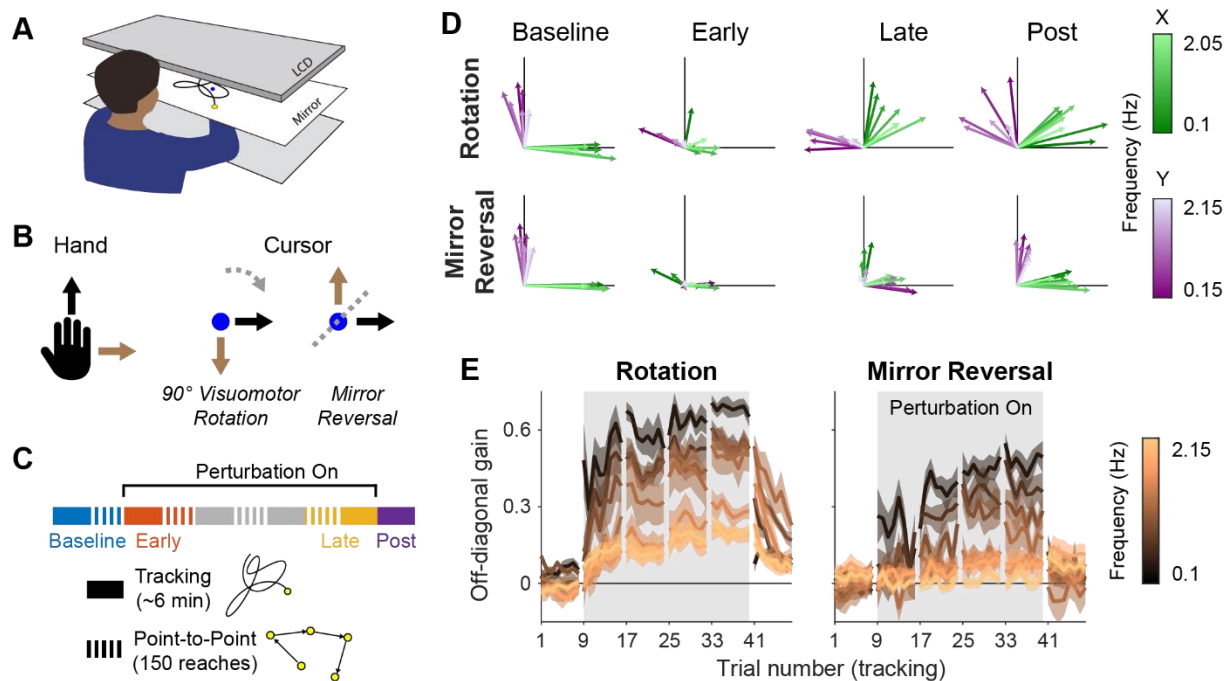 A
LCD
Mirror
B
Hand
Cursor
90° Visuomotor
Rotation
Mirror
Reversal
C
Perturbation On
Baseline
Early
Late
Post
Tracking
(~6 min)
Point-to-Point
(150 reaches)
D
Baseline
Early
Late
Post
Rotation
Mirror
Reversal
Frequency (Hz)
X
2.05
0.1
Y
2.15
0.15
E
Rotation
Mirror Reversal
Perturbation On
Off-diagonal gain
0.6
0.3
0
1
9
17
25
33
41
1
9
17
25
33
41
Trial number (tracking)
Frequency (Hz)
2.15
0.1